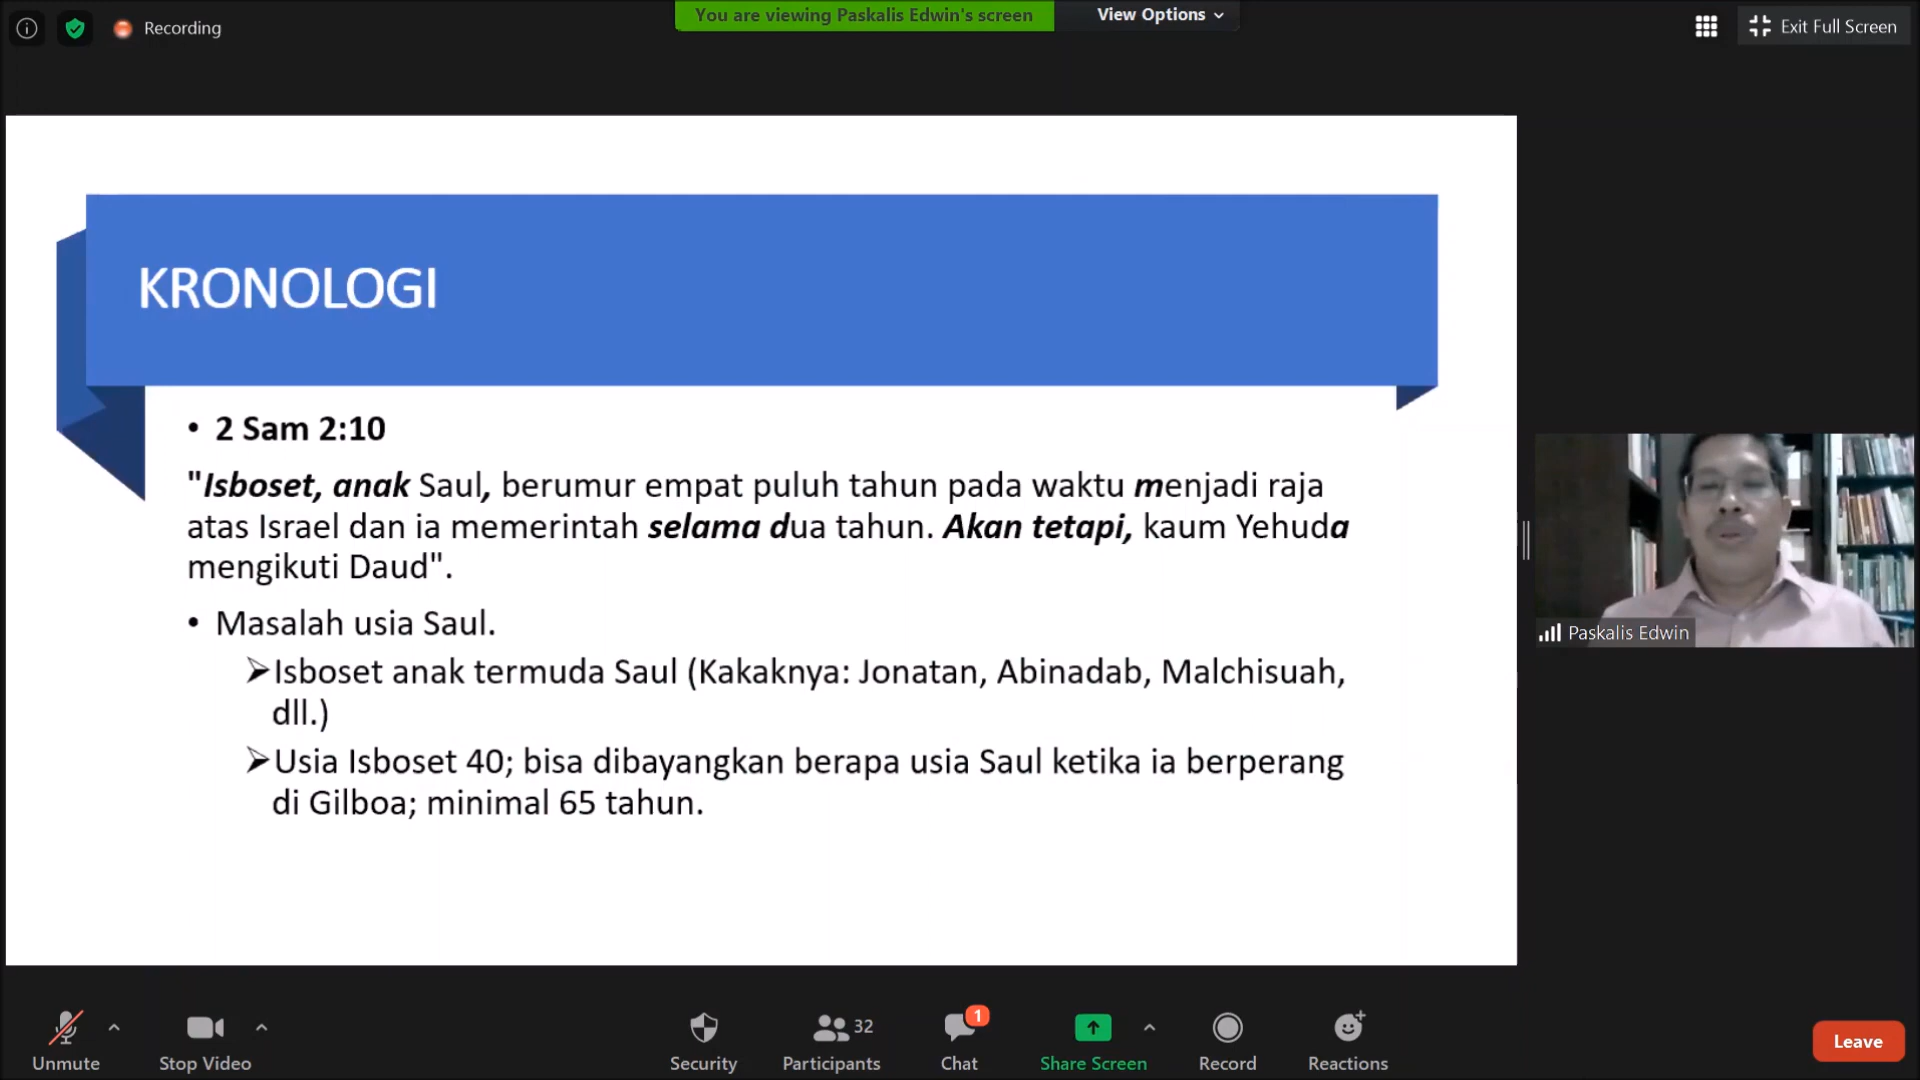 Recording
You are viewing Paskalis Edwin's screen
View Options
Exit Full Screen
KRONOLOGI
• 2 Sam 2:10
"Isboset, anak Saul, berumur empat puluh tahun pada waktu menjadi raja
atas Israel dan ia memerintah selama dua tahun. Akan tetapi, kaum Yehuda
mengikuti Daud".
• Masalah usia Saul.
➢Isboset anak termuda Saul (Kakaknya: Jonatan, Abinadab, Malchisuah,
dll.)
➢Usia Isboset 40; bisa dibayangkan berapa usia Saul ketika ia berperang
di Gilboa; minimal 65 tahun.
Paskalis Edwin
Unmute
Stop Video
Security
32
Participants
1
Chat
Share Screen
Record
Reactions
Leave